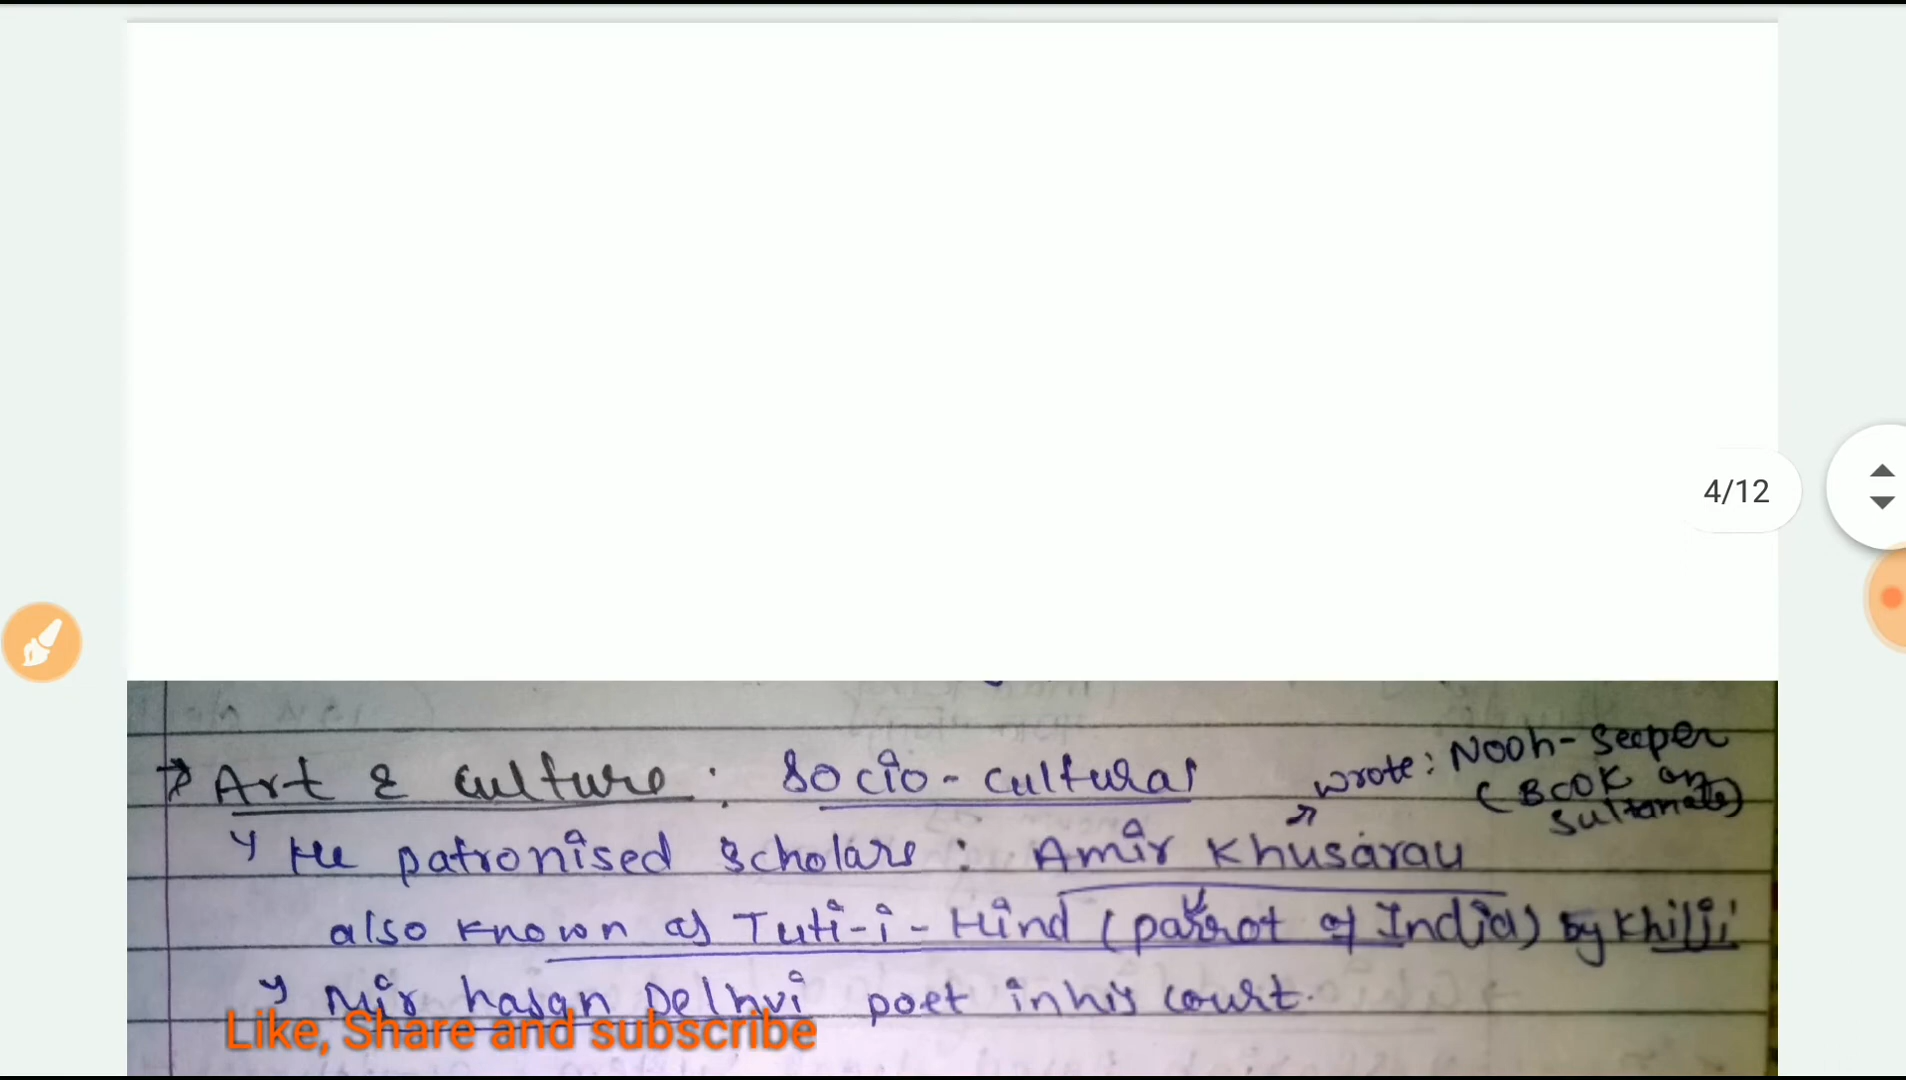 4/12
→ Art & Culture : Socio-cultural
wrote: Nooh-Seeper
(Book on
Sultanate)
He patronised scholars : Amir Khusarau
also known as Tuti-i-Hind (parrot of India) by Khilji
Mir hasan Delhvi poet in his court.
Like, Share and subscribe